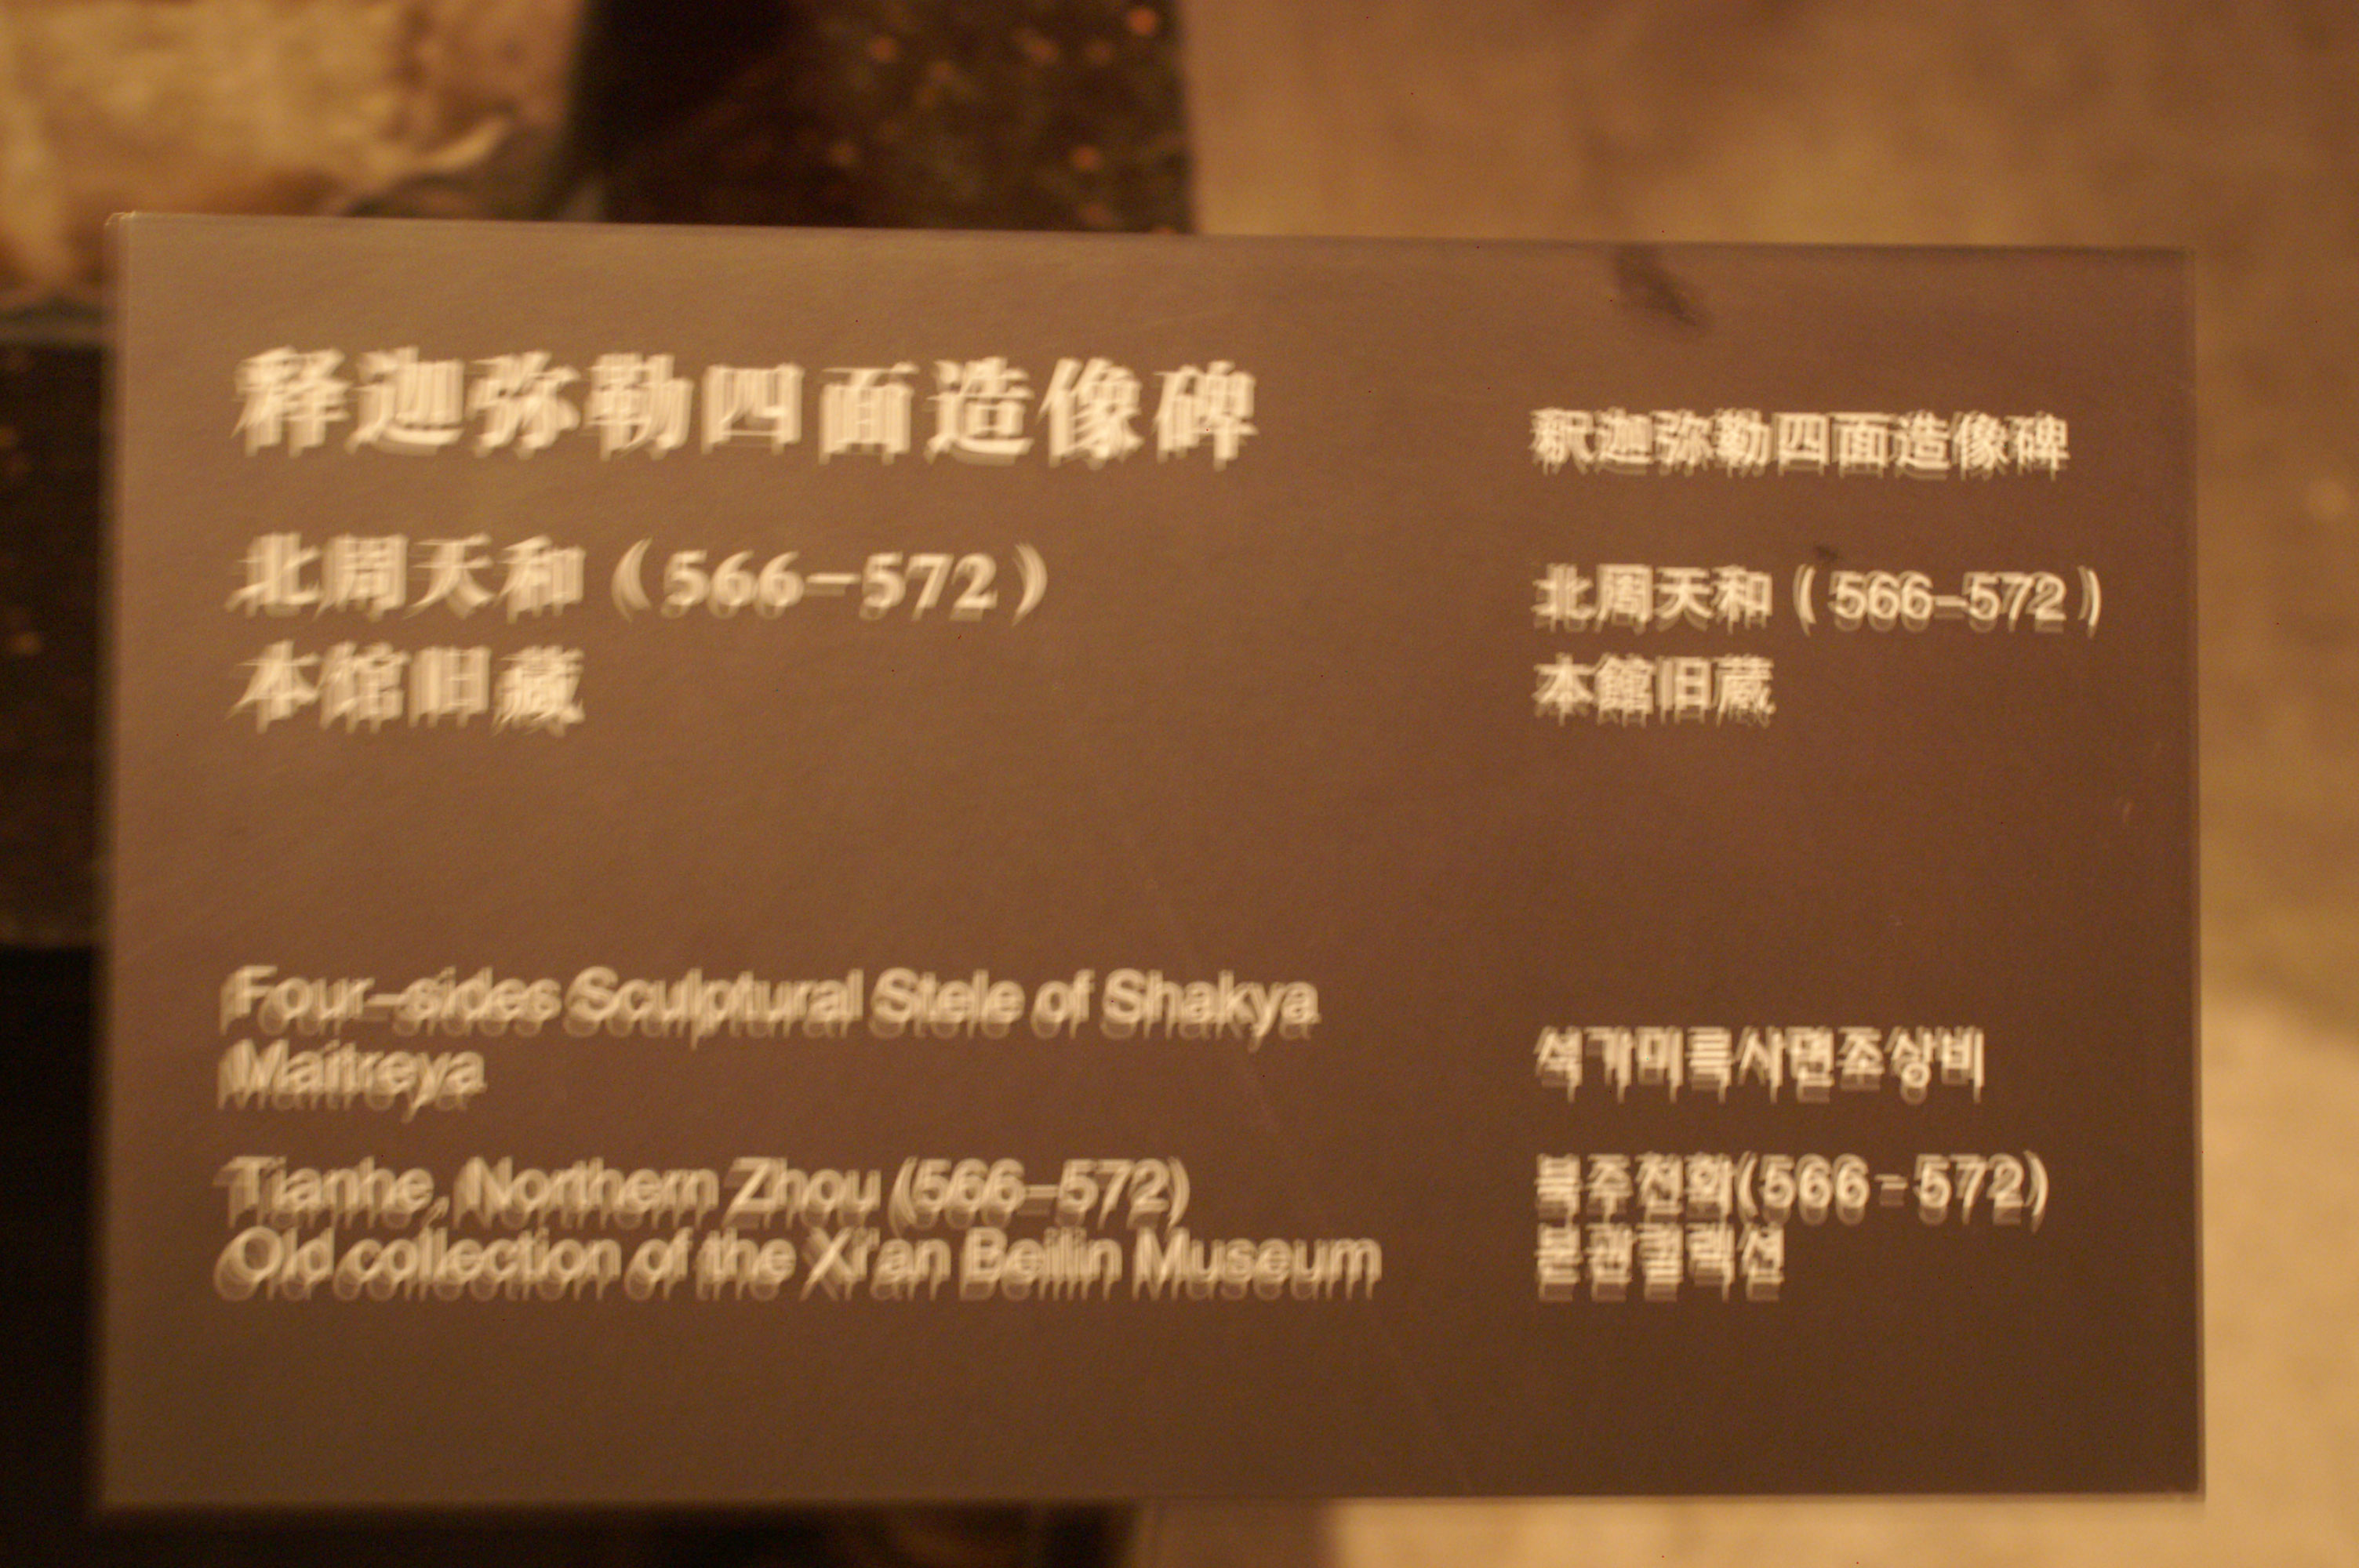 释迦弥勒四面造像碑
北周天和（566-572）
本馆旧藏
Four-sides Sculptural Stele of Shakya
Maitreya
Tianhe, Northern Zhou (566-572)
Old collection of the Xi'an Beilin Museum
釈迦弥勒四面造像碑
北周天和（566-572）
本館旧蔵
석가미륵사면조상비
북주천화(566-572)
본관컬렉션